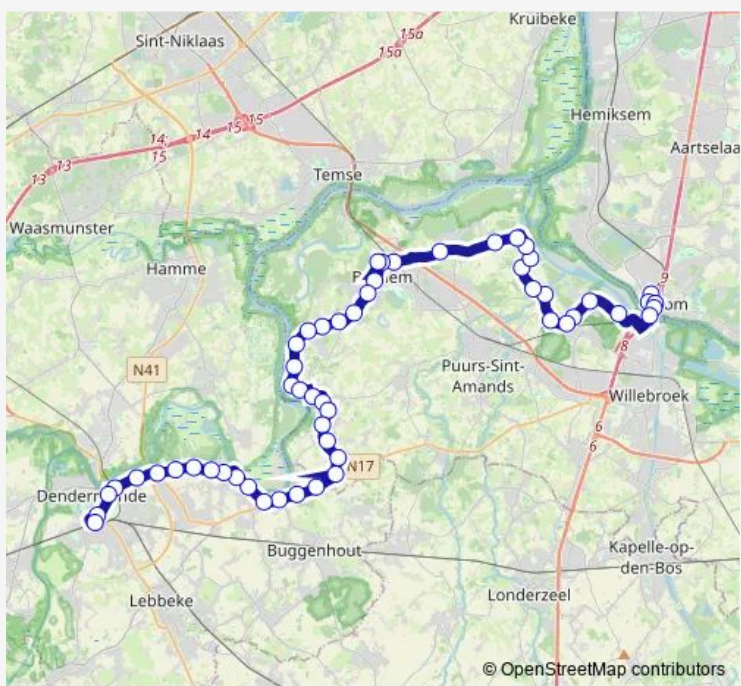 Kruibeke
Sint-Niklaas
15a
15a
Hemiksem
14;
15
14
15
15
Aartselaa
13
13
Temse
Waasmunster
Hamme
9
8
N41
Puurs-Sint-
Amands
Willebroek
6
6
N17
Buggenhout
Kapelle-op-
den-Bos
Lebbeke
Londerzeel
© OpenStreetMap contributors